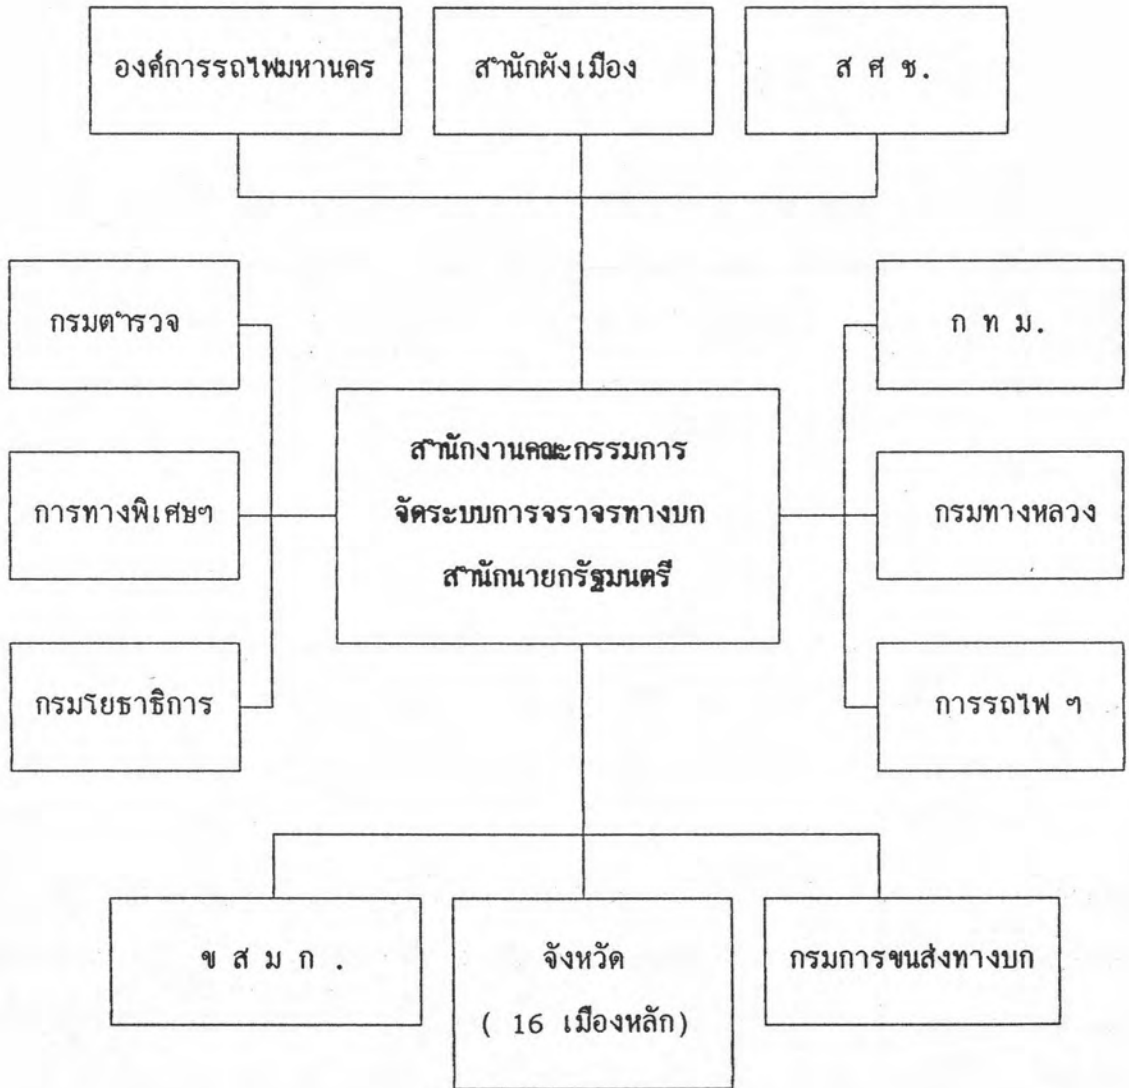 องค์การรถไฟมหานคร
สำนักผังเมือง
ส ศ ช.
กรมตำรวจ
ก ท ม.
สำนักงานคณะกรรมการ
จัดระบบการจราจรทางบก
สำนักนายกรัฐมนตรี
การทางพิเศษฯ
กรมทางหลวง
กรมโยธาธิการ
การรถไฟ ฯ
ข ส ม ก .
จังหวัด
( 16 เมืองหลัก)
กรมการขนส่งทางบก